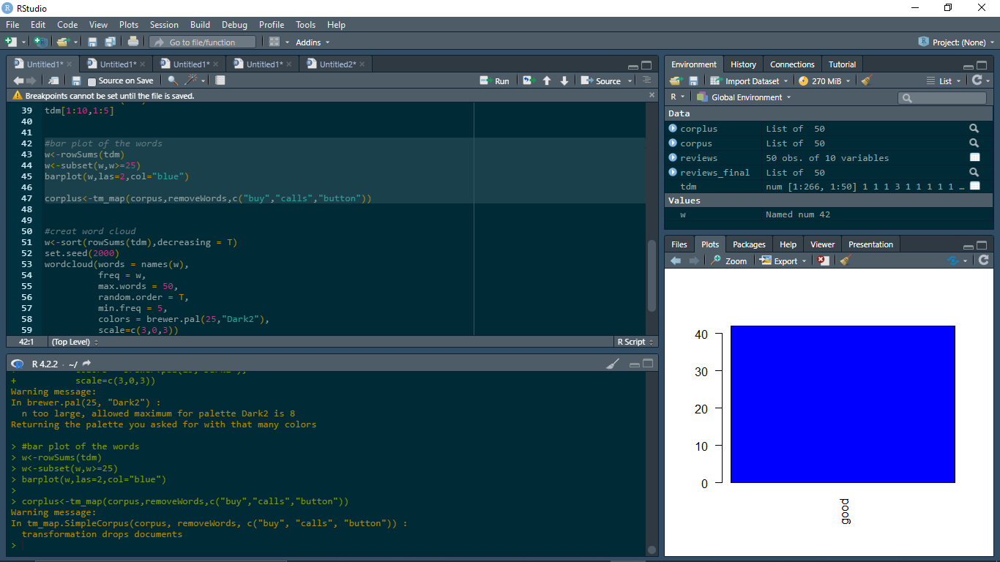 RStudio
File Edit Code View Plots Session Build Debug Profile Tools Help
Go to file/function Addins Project: (None)
Untitled1* Untitled1* Untitled1* Untitled1* Untitled2*
Source on Save Run Source
Breakpoints cannot be set until the file is saved.
39 tdm[1:10,1:5]
40
41
42 #bar plot of the words
43 w<-rowSums(tdm)
44 w<-subset(w,w>=25)
45 barplot(w,las=2,col="blue")
46
47 corplus<-tm_map(corpus,removeWords,c("buy","calls","button"))
48
49
50 #creat word cloud
51 w<-sort(rowSums(tdm),decreasing = T)
52 set.seed(2000)
53 wordcloud(words = names(w),
54 freq = w,
55 max.words = 50,
56 random.order = T,
57 min.freq = 5,
58 colors = brewer.pal(25,"Dark2"),
59 scale=c(3,0,3))
42:1 (Top Level) R Script
R 4.2.2 · ~/
+ scale=c(3,0,3))
Warning message:
In brewer.pal(25, "Dark2") :
n too large, allowed maximum for palette Dark2 is 8
Returning the palette you asked for with that many colors
> #bar plot of the words
> w<-rowSums(tdm)
> w<-subset(w,w>=25)
> barplot(w,las=2,col="blue")
>
> corplus<-tm_map(corpus,removeWords,c("buy","calls","button"))
Warning message:
In tm_map.SimpleCorpus(corpus, removeWords, c("buy", "calls", "button")) :
transformation drops documents
>
Environment History Connections Tutorial
Import Dataset 270 MiB List
R Global Environment
Data
corplus List of 50
corpus List of 50
reviews 50 obs. of 10 variables
reviews_final List of 50
tdm num [1:266, 1:50] 1 1 1 3 1 1 1 1 1 …
Values
w Named num 42
Files Plots Packages Help Viewer Presentation
Zoom Export
40
30
20
10
0
good